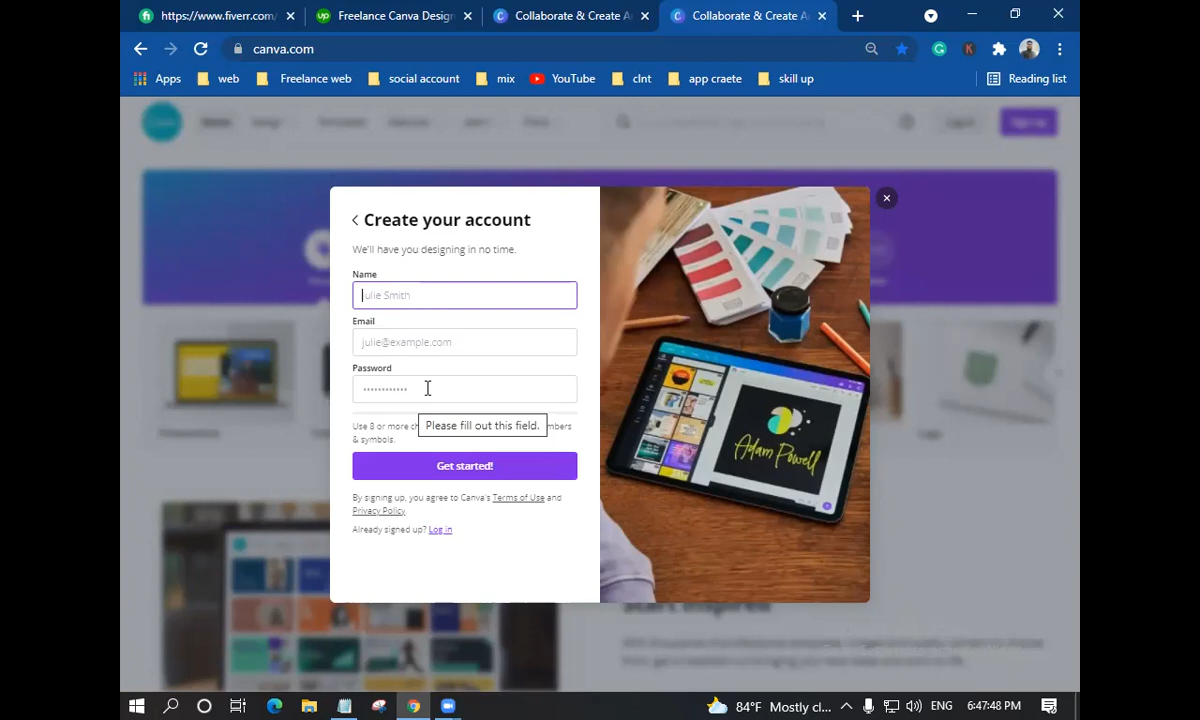 https://www.fiverr.com/
Freelance Canva Desig
Collaborate & Create A
Collaborate & Create A
canva.com
Apps
web
Freelance web
social account
mix
YouTube
clnt
app craete
skill up
Reading list
Create your account
We'll have you designing in no time.
Name
Julie Smith
Email
julie@example.com
Password
Please fill out this field.
Use 8 or more ch mbers
& symbols.
Get started!
By signing up, you agree to Canva's Terms of Use and
Privacy Policy.
Already signed up? Log in
Adam Powell
84°F Mostly cl...
ENG
6:47:48 PM